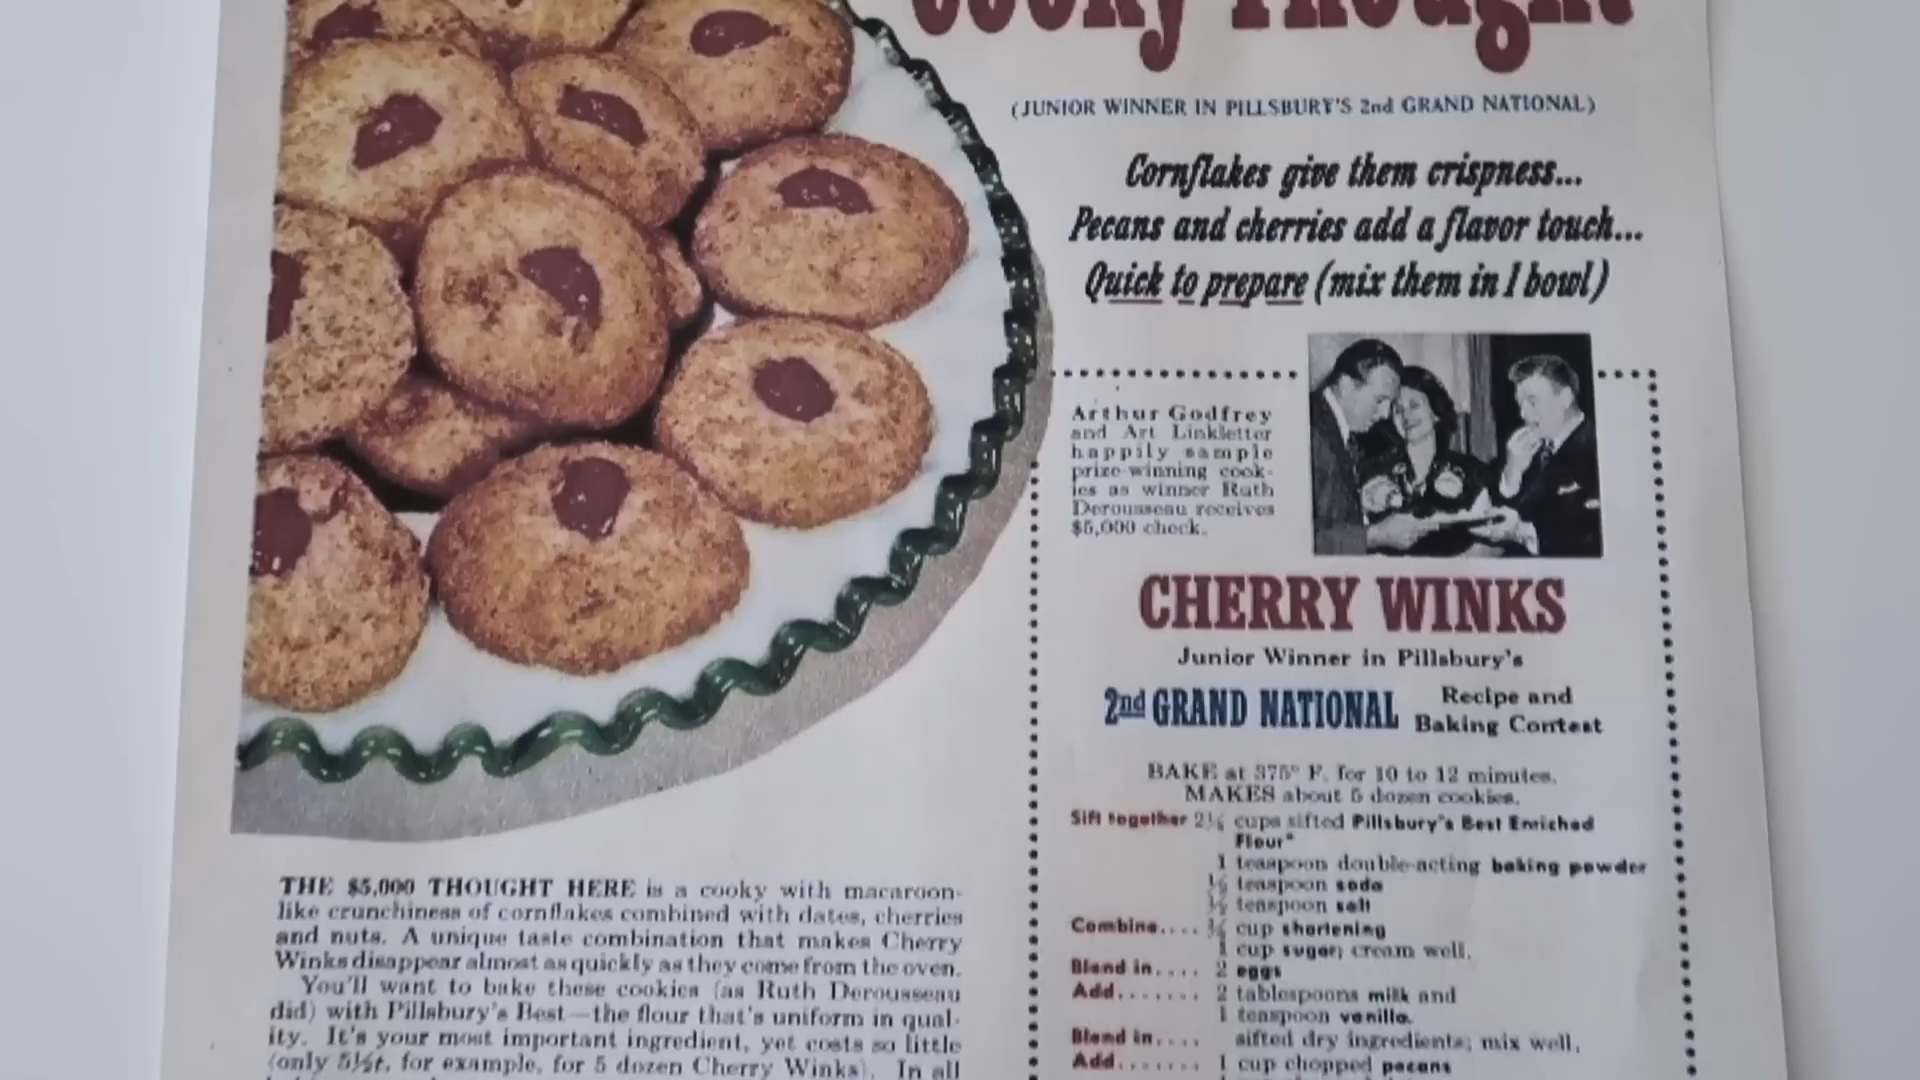 Cooky Thought
(JUNIOR WINNER IN PILLSBURY'S 2nd GRAND NATIONAL)
Cornflakes give them crispness...
Pecans and cherries add a flavor touch...
Quick to prepare (mix them in 1 bowl)
Arthur Godfrey
and Art Linkletter
happily sample
prize-winning cook-
ies as winner Ruth
Derousseau receives
$5,000 check.
CHERRY WINKS
Junior Winner in Pillsbury's
2nd GRAND NATIONAL Recipe and
Baking Contest
BAKE at 375° F. for 10 to 12 minutes.
MAKES about 5 dozen cookies.
Sift together 2¼ cups sifted Pillsbury's Best Enriched
Flour*
1 teaspoon double-acting baking powder
½ teaspoon soda
½ teaspoon salt
Combine.... ¾ cup shortening
1 cup sugar; cream well.
Blend in.... 2 eggs
Add....... 2 tablespoons milk and
1 teaspoon vanilla.
Blend in.... sifted dry ingredients; mix well.
Add....... 1 cup chopped pecans
THE $5,000 THOUGHT HERE is a cooky with macaroon-
like crunchiness of cornflakes combined with dates, cherries
and nuts. A unique taste combination that makes Cherry
Winks disappear almost as quickly as they come from the oven.
You'll want to bake these cookies (as Ruth Derousseau
did) with Pillsbury's Best—the flour that's uniform in qual-
ity. It's your most important ingredient, yet costs so little
(only 5½¢, for example, for 5 dozen Cherry Winks). In all